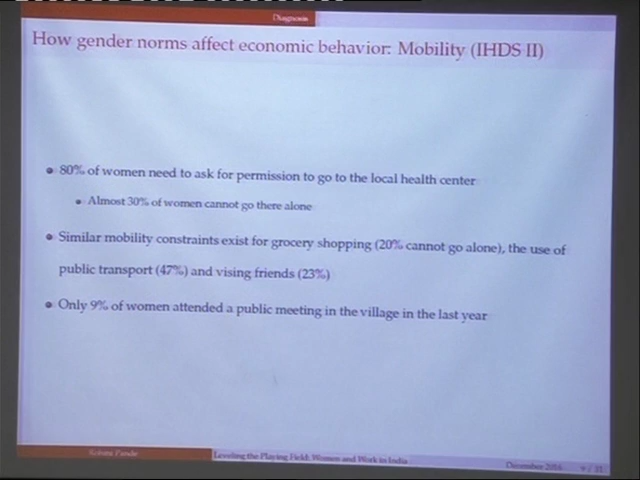 Diagnosis
How gender norms affect economic behavior: Mobility (IHDS II)
80% of women need to ask for permission to go to the local health center
Almost 30% of women cannot go there alone
Similar mobility constraints exist for grocery shopping (20% cannot go alone), the use of
public transport (47%) and vising friends (23%)
Only 9% of women attended a public meeting in the village in the last year
Pande
Leveling the Playing Field: Women and Work in India
December 2016